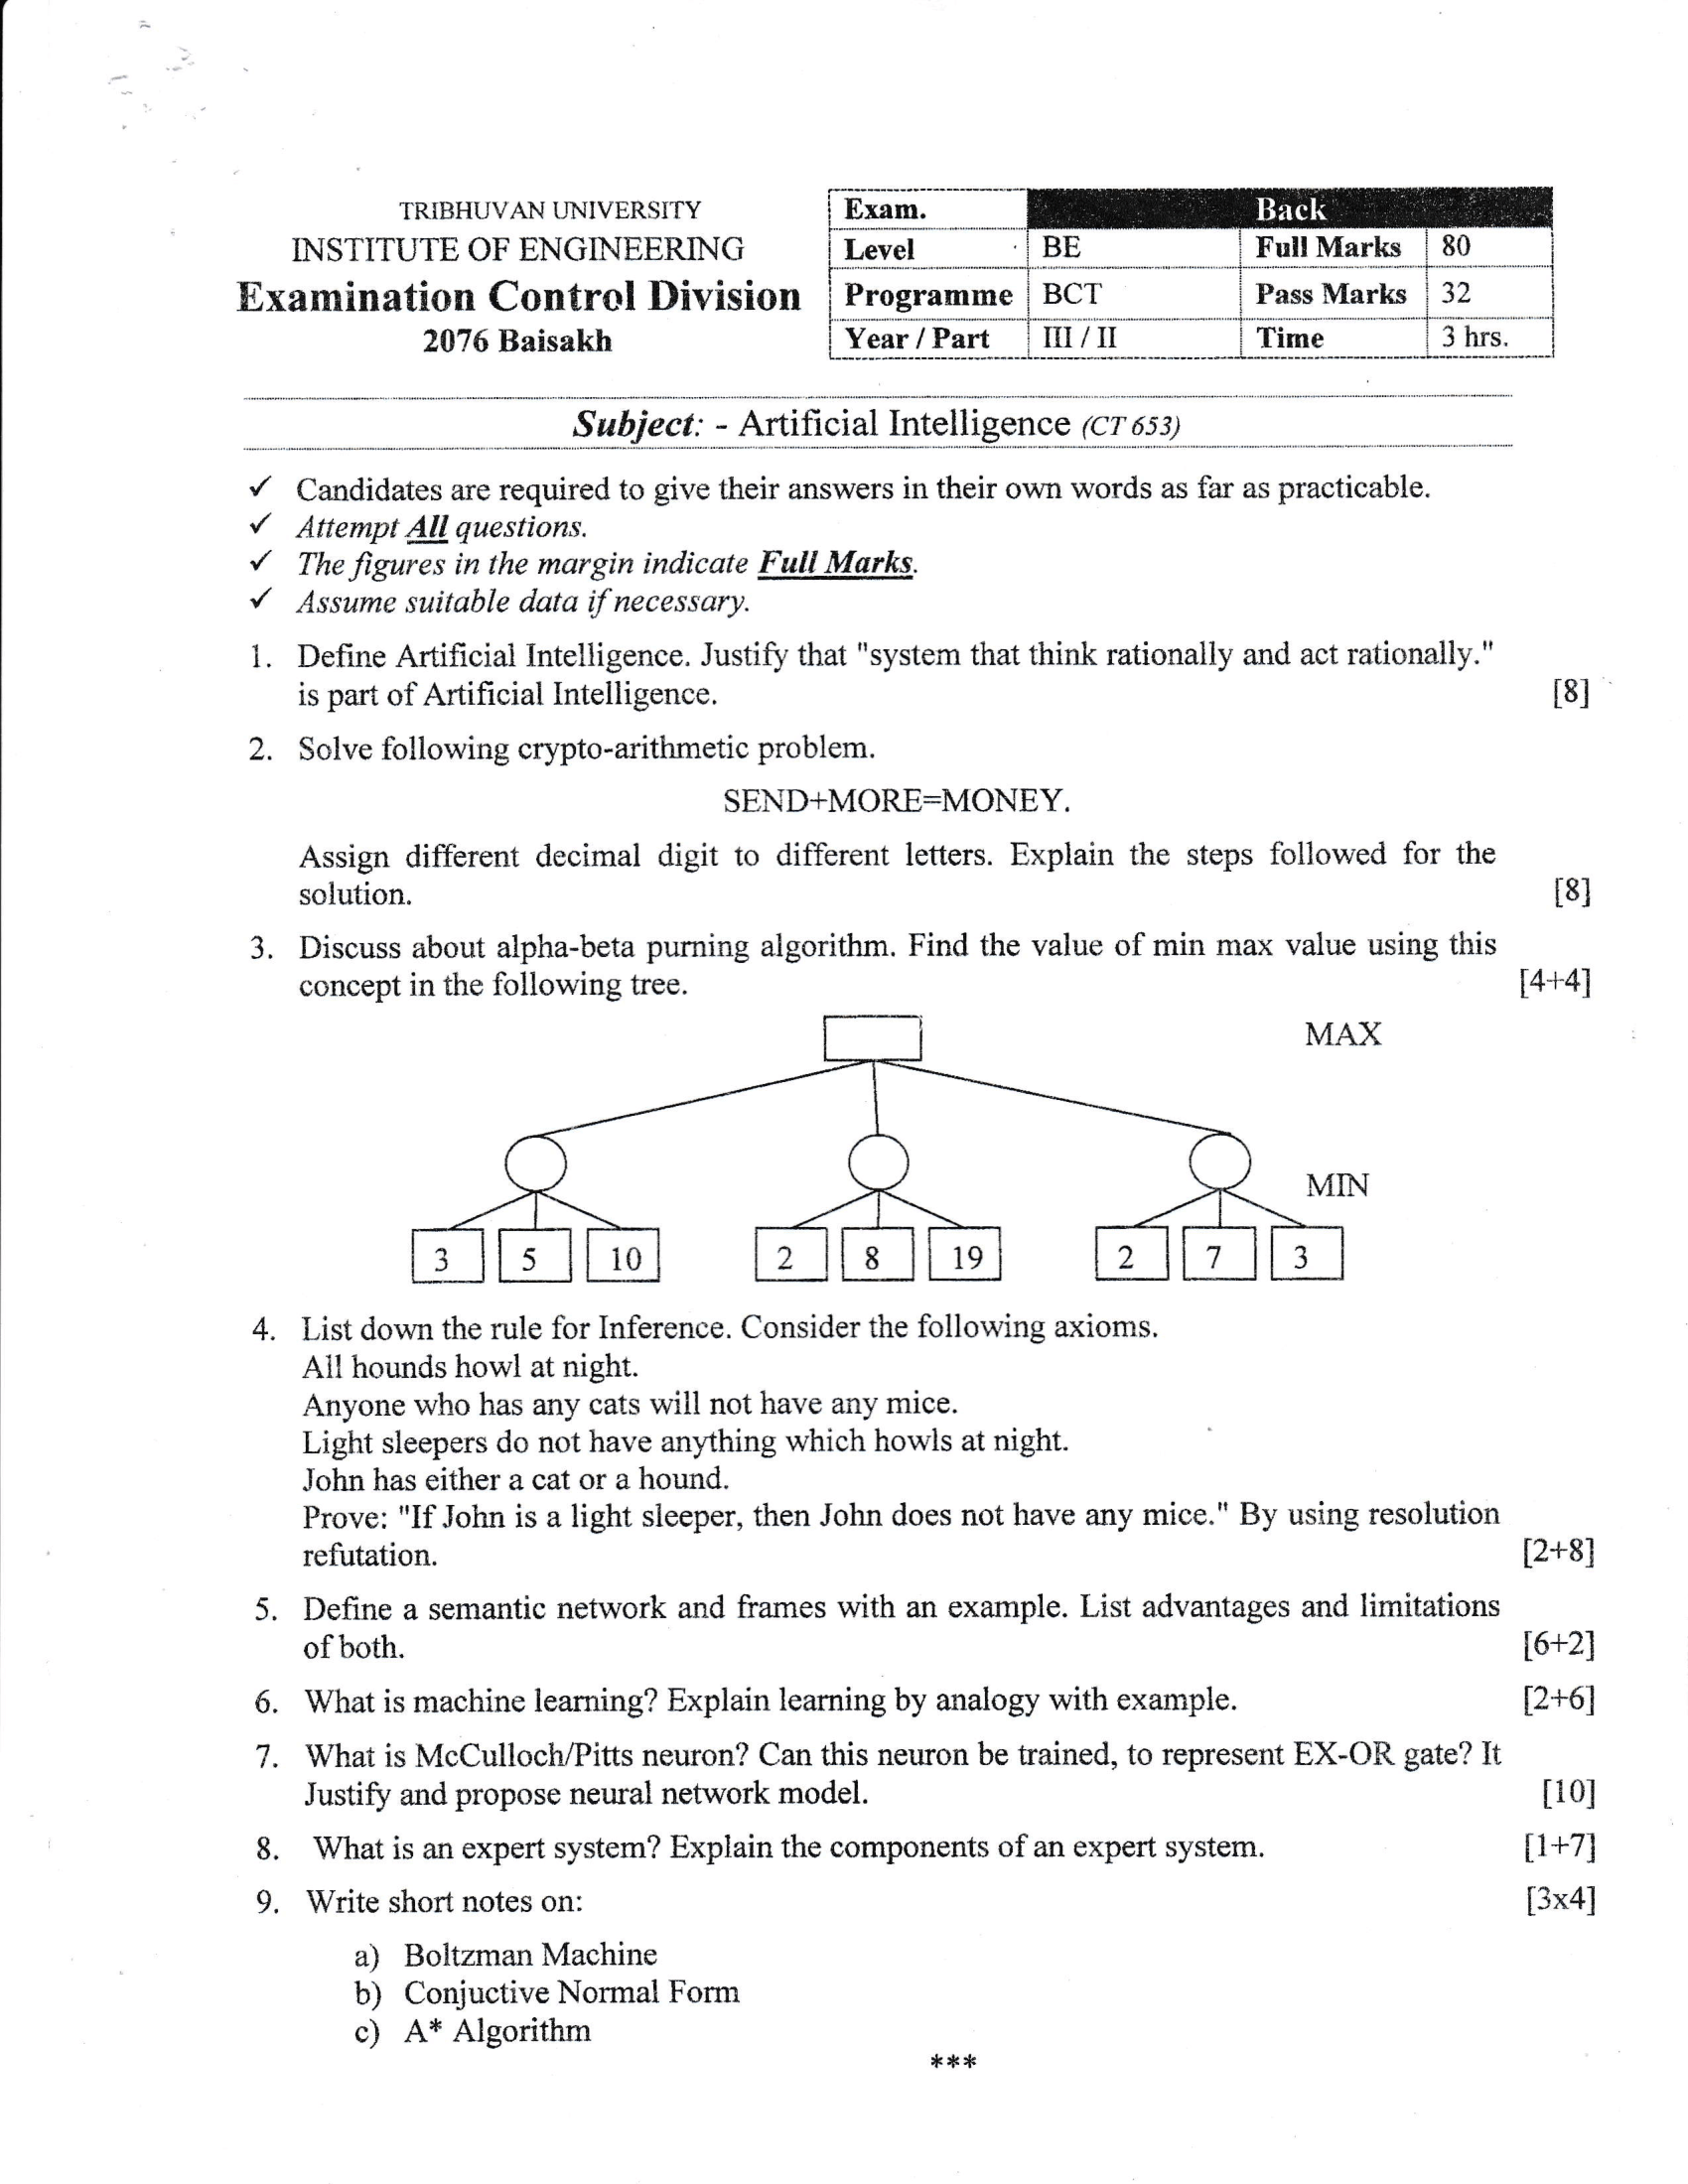 TRIBHUVAN UNIVERSITY
INSTITUTE OF ENGINEERING
Examination Control Division
2076 Baisakh
Exam. Back
Level BE Full Marks 80
Programme BCT Pass Marks 32
Year / Part III / II Time 3 hrs.
Subject: - Artificial Intelligence (CT 653)
✓ Candidates are required to give their answers in their own words as far as practicable.
✓ Attempt All questions.
✓ The figures in the margin indicate Full Marks.
✓ Assume suitable data if necessary.
1. Define Artificial Intelligence. Justify that "system that think rationally and act rationally."
is part of Artificial Intelligence. [8]
2. Solve following crypto-arithmetic problem.
SEND+MORE=MONEY.
Assign different decimal digit to different letters. Explain the steps followed for the
solution. [8]
3. Discuss about alpha-beta purning algorithm. Find the value of min max value using this
concept in the following tree. [4+4]
MAX
MIN
3 5 10 2 8 19 2 7 3
4. List down the rule for Inference. Consider the following axioms.
All hounds howl at night.
Anyone who has any cats will not have any mice.
Light sleepers do not have anything which howls at night.
John has either a cat or a hound.
Prove: "If John is a light sleeper, then John does not have any mice." By using resolution
refutation. [2+8]
5. Define a semantic network and frames with an example. List advantages and limitations
of both. [6+2]
6. What is machine learning? Explain learning by analogy with example. [2+6]
7. What is McCulloch/Pitts neuron? Can this neuron be trained, to represent EX-OR gate? It
Justify and propose neural network model. [10]
8. What is an expert system? Explain the components of an expert system. [1+7]
9. Write short notes on: [3x4]
a) Boltzman Machine
b) Conjuctive Normal Form
c) A* Algorithm
***